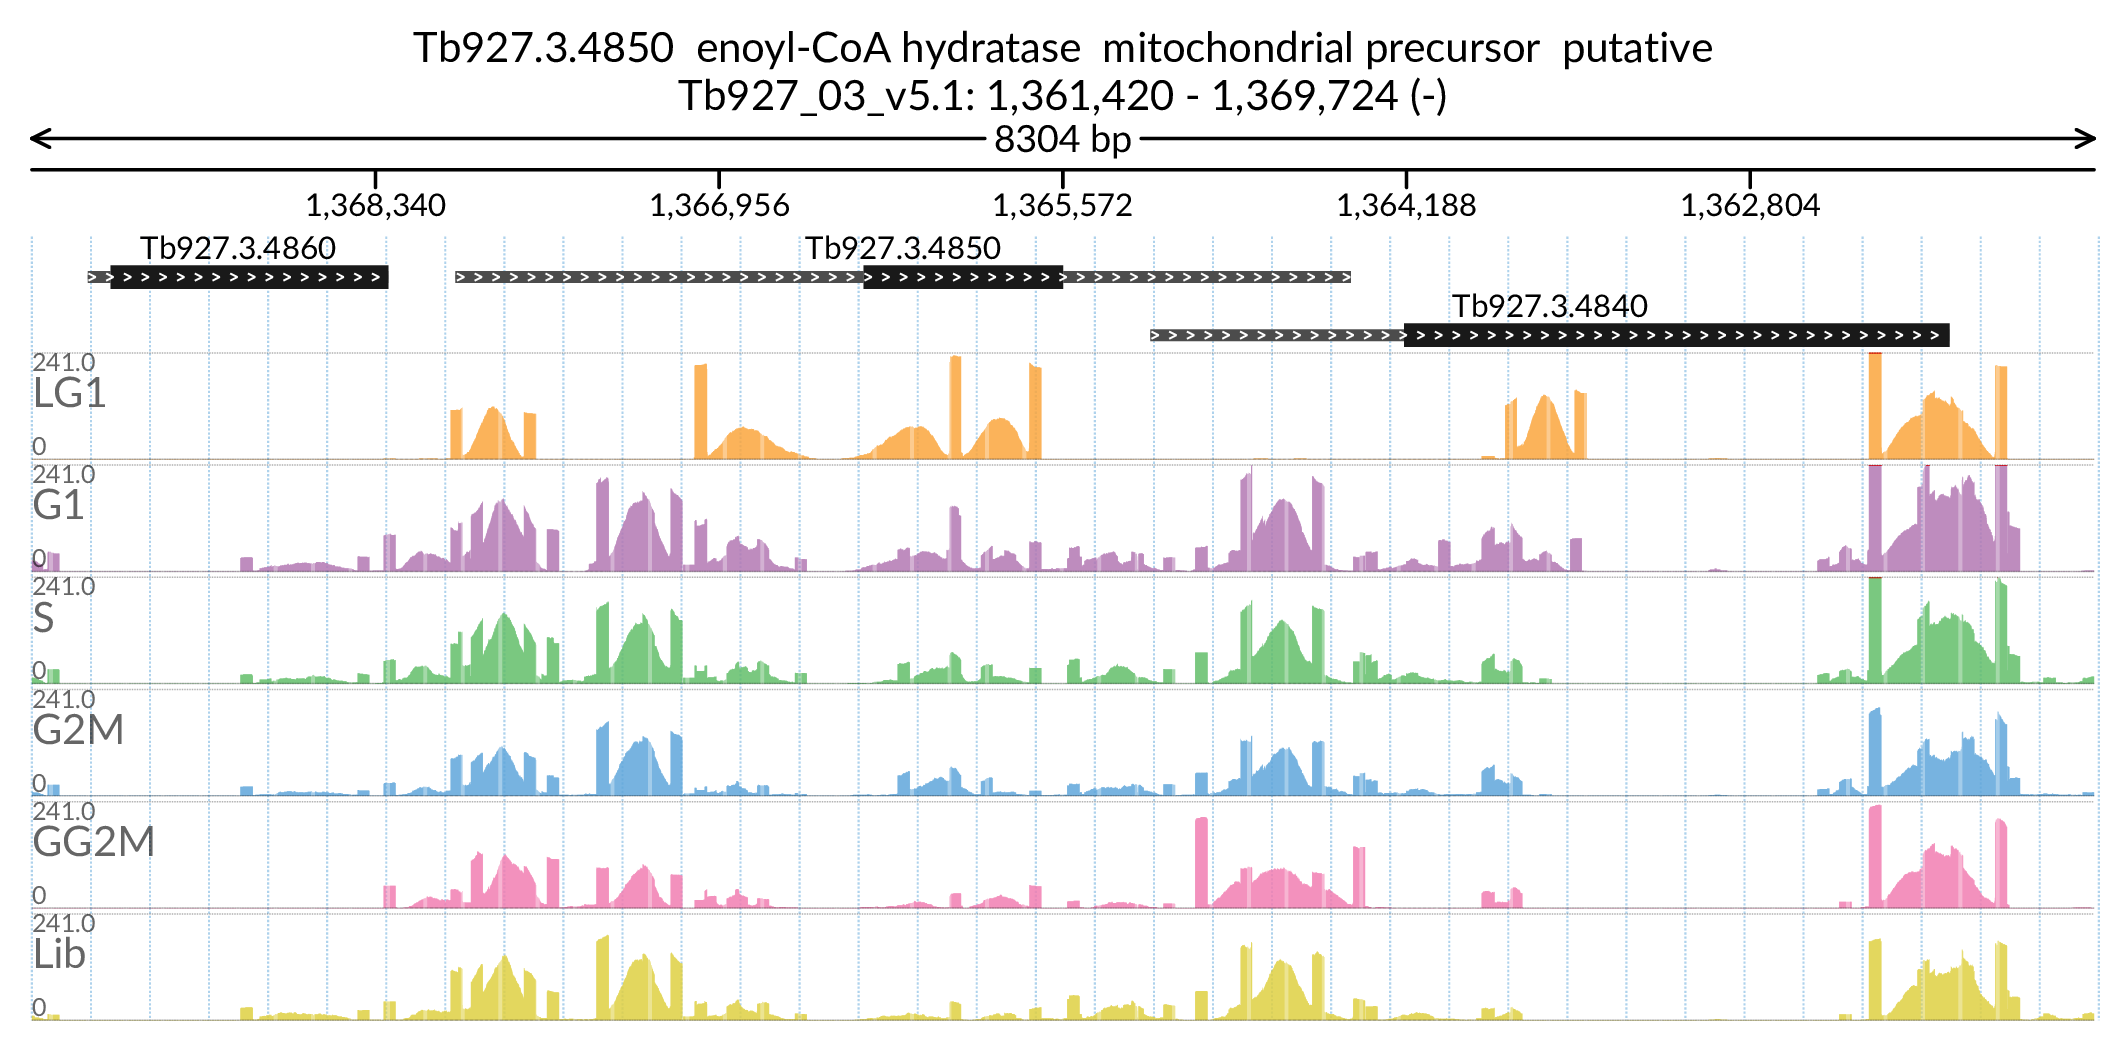 Tb927.3.4850 enoyl-CoA hydratase mitochondrial precursor putative
Tb927_03_v5.1: 1,361,420 - 1,369,724 (-)
8304 bp
1,368,340 1,366,956 1,365,572 1,364,188 1,362,804
Tb927.3.4860 Tb927.3.4850
Tb927.3.4840
241.0
LG1
0
241.0
G1
0
241.0
S
0
241.0
G2M
0
241.0
GG2M
0
241.0
Lib
0